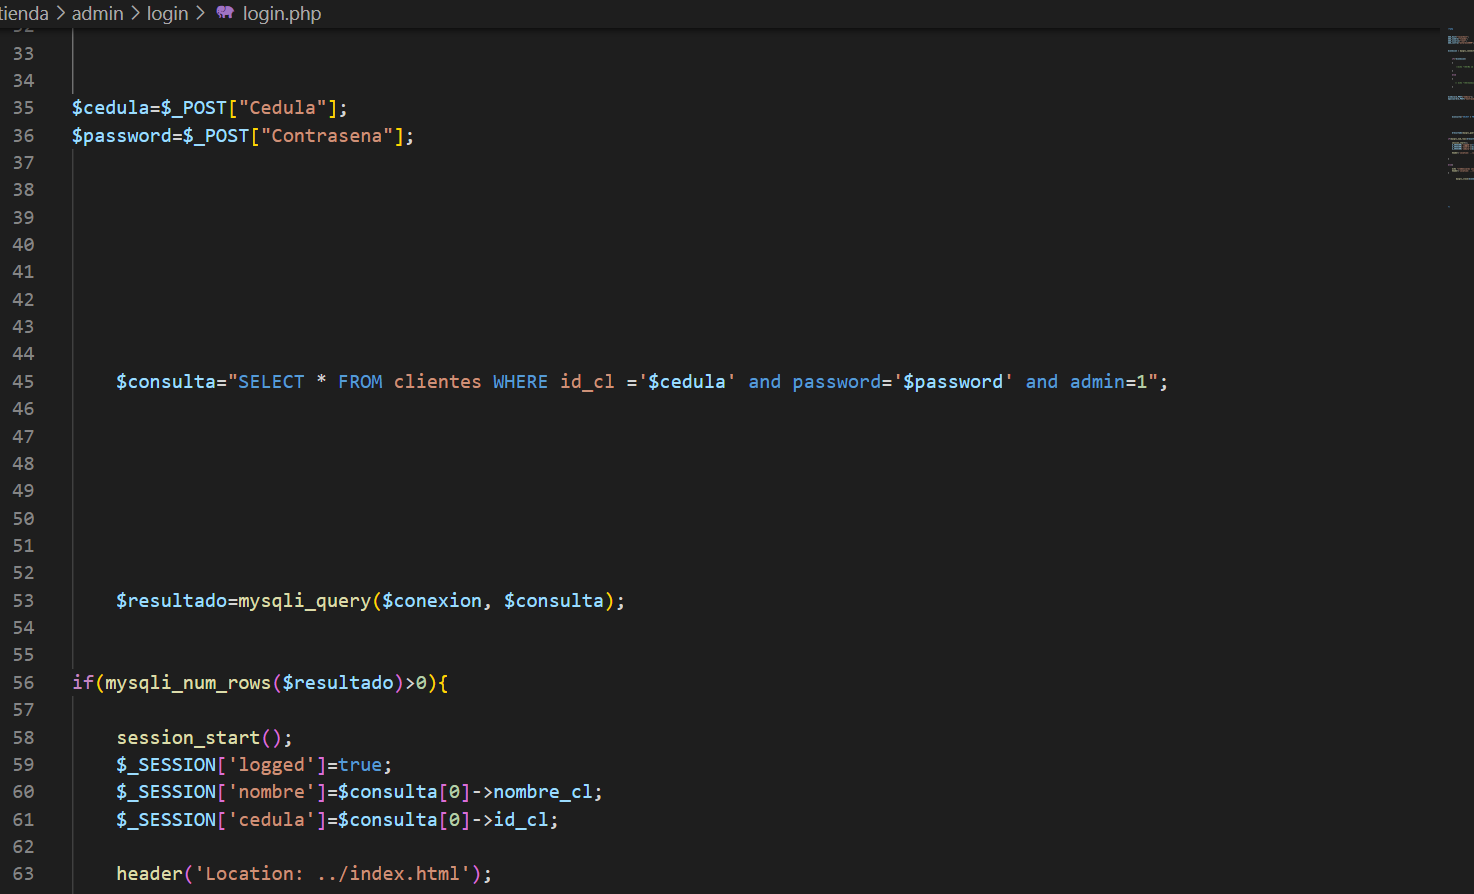 tienda > admin > login > login.php
32
33
34
35 $cedula=$_POST["Cedula"];
36 $password=$_POST["Contrasena"];
37
38
39
40
41
42
43
44
45 $consulta="SELECT * FROM clientes WHERE id_cl ='$cedula' and password='$password' and admin=1";
46
47
48
49
50
51
52
53 $resultado=mysqli_query($conexion, $consulta);
54
55
56 if(mysqli_num_rows($resultado)>0){
57
58 session_start();
59 $_SESSION['logged']=true;
60 $_SESSION['nombre']=$consulta[0]->nombre_cl;
61 $_SESSION['cedula']=$consulta[0]->id_cl;
62
63 header('Location: ../index.html');